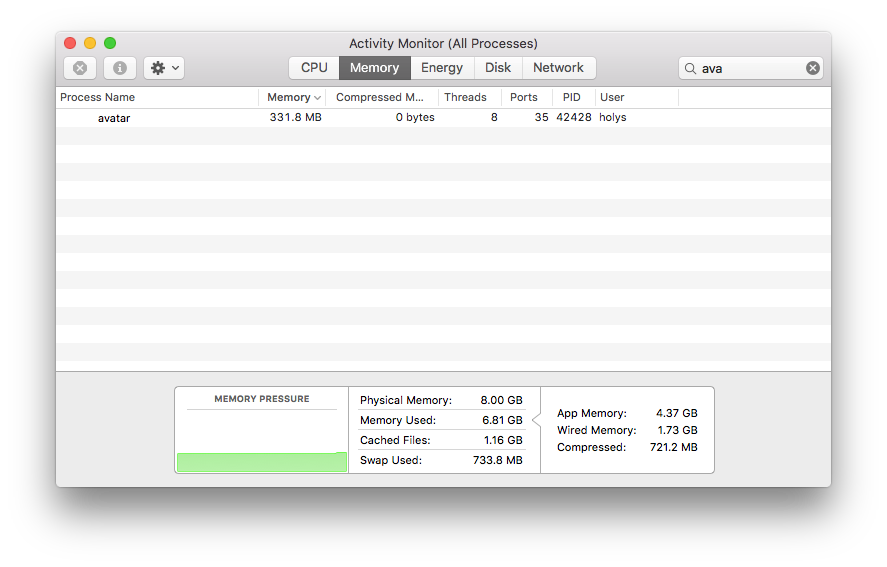 Activity Monitor (All Processes)
CPU Memory Energy Disk Network ava
Process Name Memory Compressed M... Threads Ports PID User
avatar 331.8 MB 0 bytes 8 35 42428 holys
MEMORY PRESSURE
Physical Memory: 8.00 GB
Memory Used: 6.81 GB
Cached Files: 1.16 GB
Swap Used: 733.8 MB
App Memory: 4.37 GB
Wired Memory: 1.73 GB
Compressed: 721.2 MB